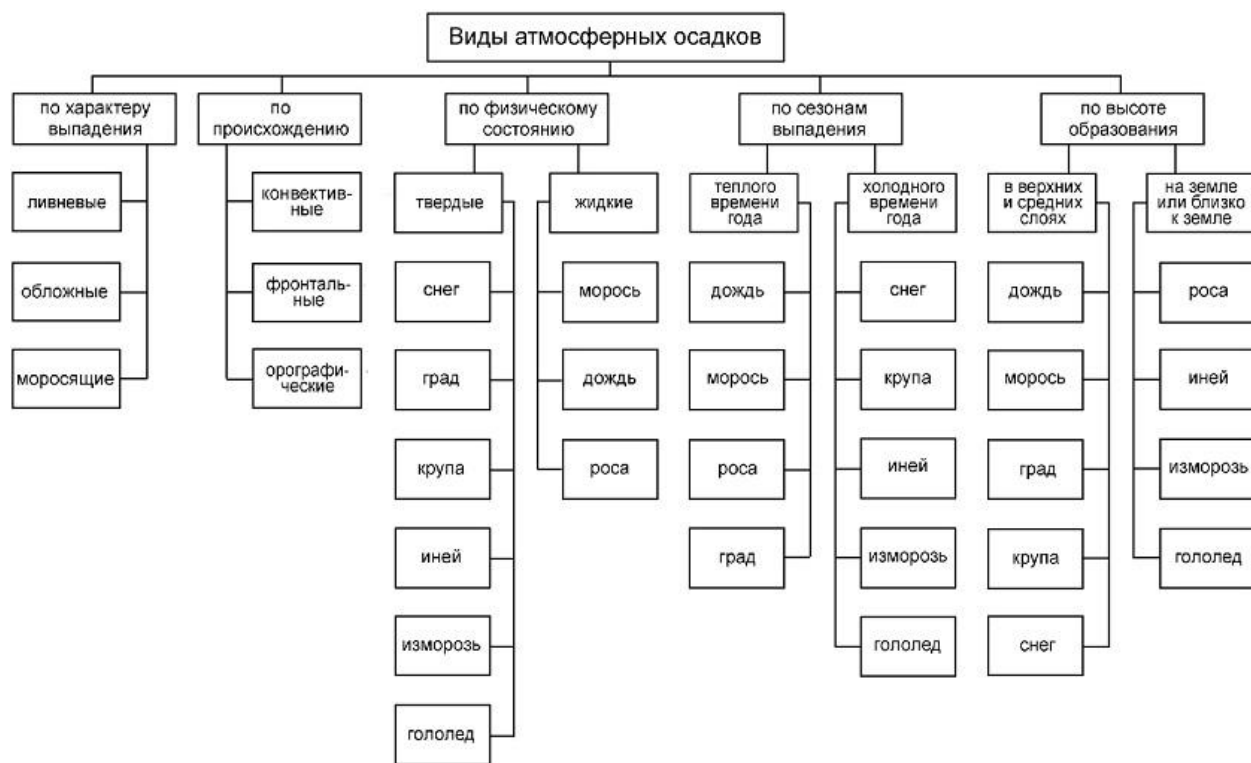 Виды атмосферных осадков
по характеру
выпадения
ливневые
обложные
моросящие
по
происхождению
конвектив-
ные
фронталь-
ные
орографи-
ческие
по физическому
состоянию
твердые
снег
град
крупа
иней
изморозь
гололед
жидкие
морось
дождь
роса
по сезонам
выпадения
теплого
времени
года
дождь
морось
роса
град
холодного
времени
года
снег
крупа
иней
изморозь
гололед
по высоте
образования
в верхних
и средних
слоях
дождь
морось
град
крупа
снег
на земле
или близко
к земле
роса
иней
изморозь
гололед